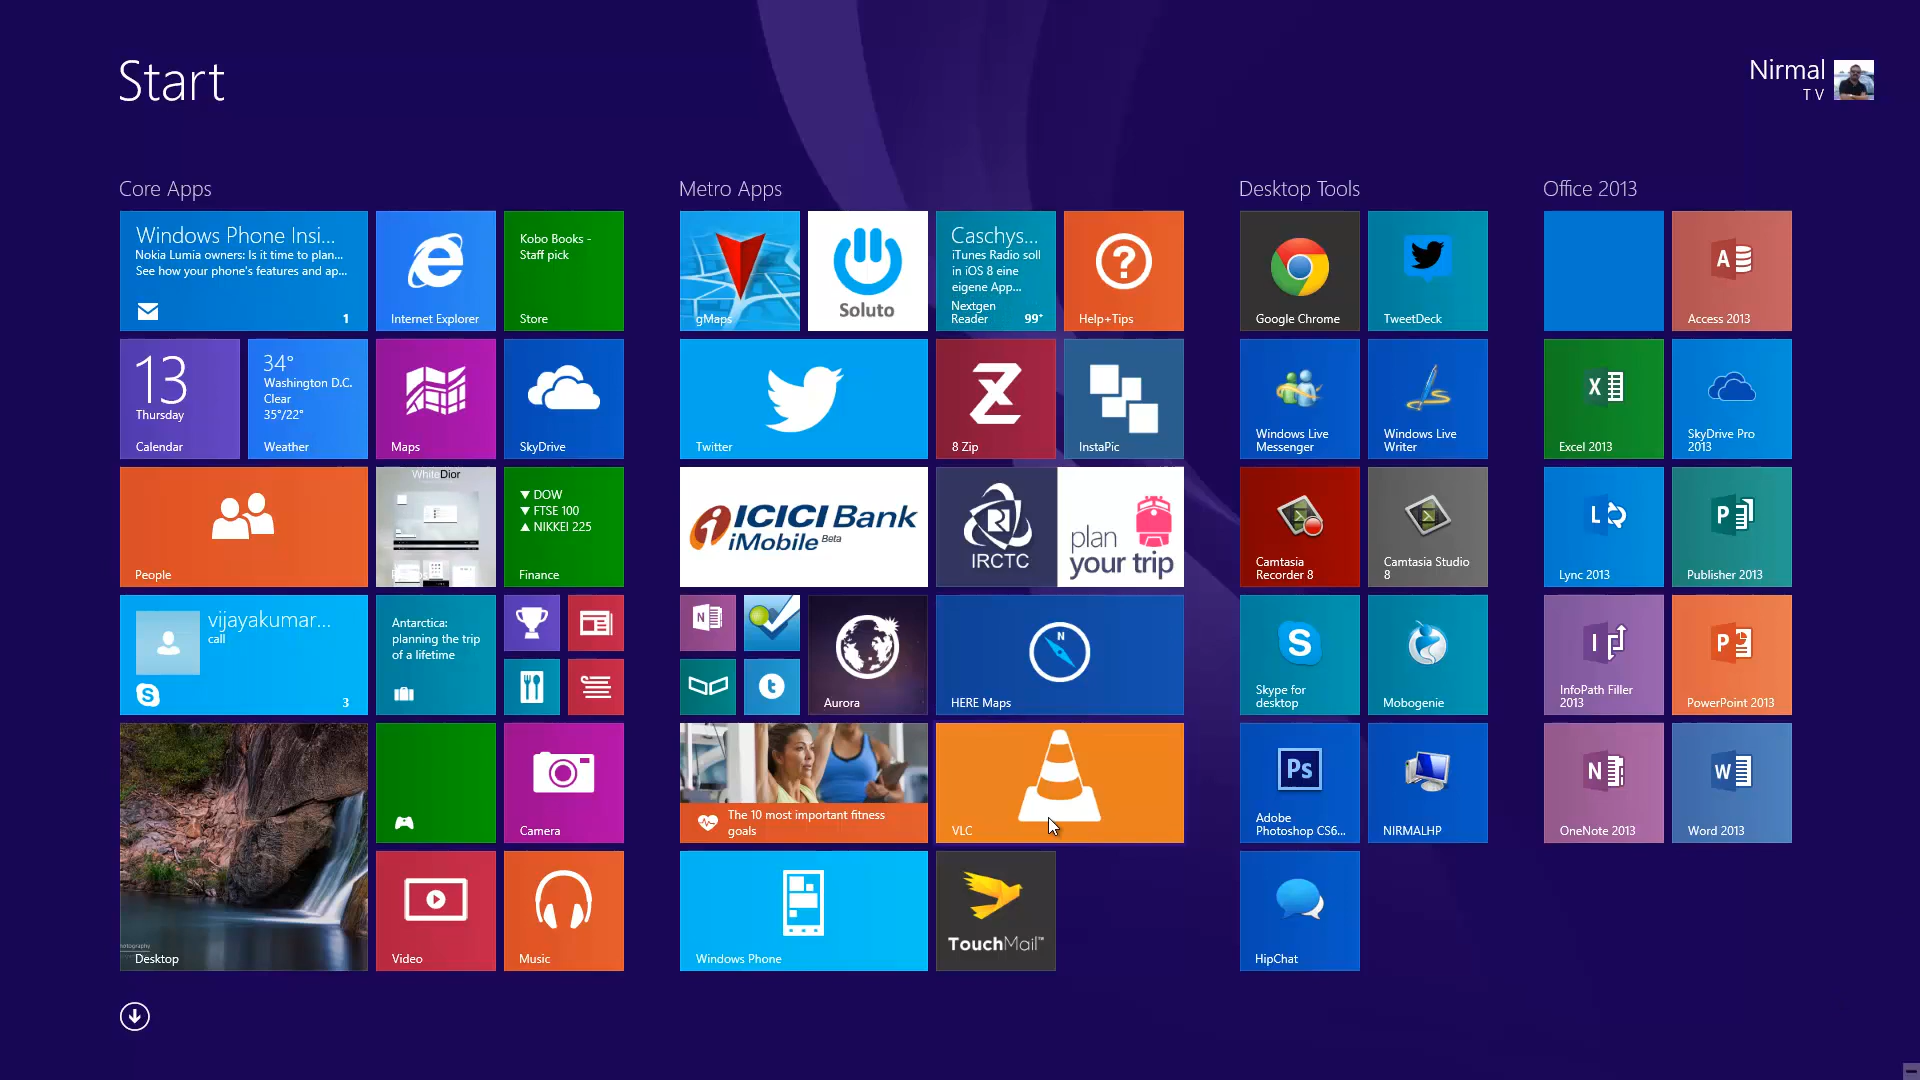 Start
Nirmal
TV
Core Apps
Windows Phone Insi...
Nokia Lumia owners: Is it time to plan...
See how your phone's features and ap...
1
Internet Explorer
Kobo Books -
Staff pick
Store
13
Thursday
Calendar
34°
Washington D.C.
Clear
35°/22°
Weather
Maps
SkyDrive
People
WhiteDior
▼ DOW
▼ FTSE 100
▲ NIKKEI 225
Finance
vijayakumar...
call
S
3
Antarctica:
planning the trip
of a lifetime
Desktop
Camera
Video
Music
Metro Apps
gMaps
Soluto
Caschys...
iTunes Radio soll
in iOS 8 eine
eigene App...
Nextgen
Reader
99+
?
Help+Tips
Twitter
8 Zip
InstaPic
ICICI Bank
iMobile Beta
IRCTC
plan
your trip
N
t
Aurora
N
HERE Maps
The 10 most important fitness
goals
VLC
Windows Phone
TouchMail™
Desktop Tools
Google Chrome
TweetDeck
Windows Live
Messenger
Windows Live
Writer
Camtasia
Recorder 8
Camtasia Studio
8
S
Skype for
desktop
Mobogenie
Ps
Adobe
Photoshop CS6...
NIRMALHP
HipChat
Office 2013
A
Access 2013
X
Excel 2013
SkyDrive Pro
2013
L
Lync 2013
P
Publisher 2013
I
InfoPath Filler
2013
P
PowerPoint 2013
N
OneNote 2013
W
Word 2013